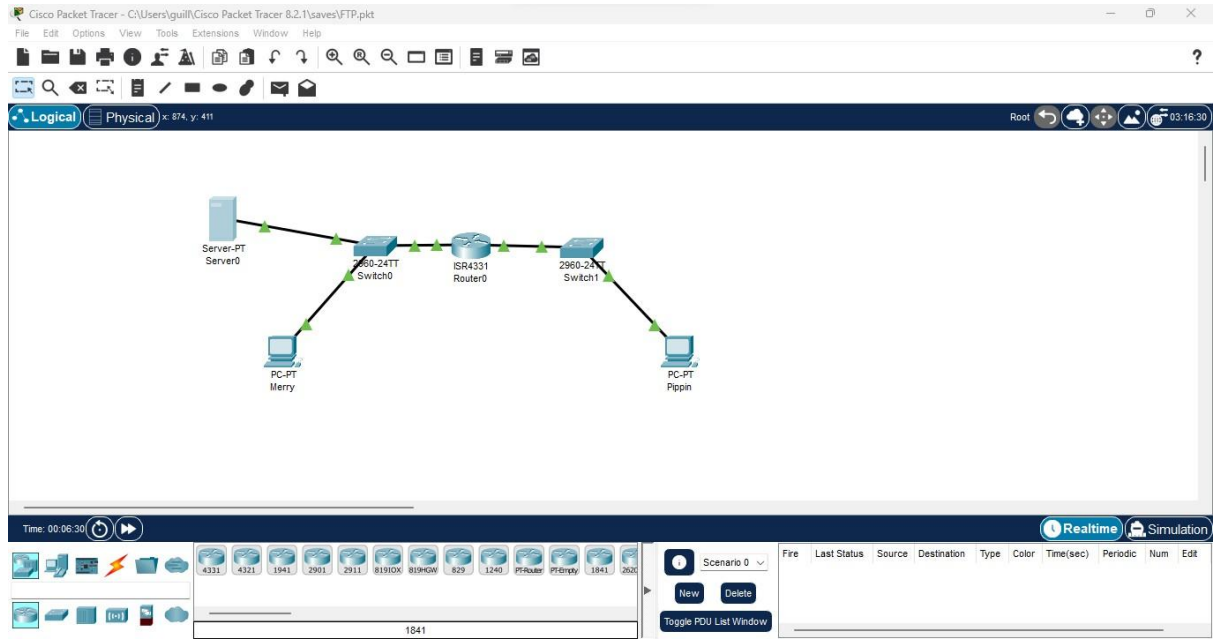 Cisco Packet Tracer - C:\Users\guill\Cisco Packet Tracer 8.2.1\saves\FTP.pkt
File Edit Options View Tools Extensions Window Help
?
Logical Physical x: 874, y: 411 Root 03:16:30
Server-PT
Server0
2960-24TT
Switch0
ISR4331
Router0
2960-24TT
Switch1
PC-PT
Merry
PC-PT
Pippin
Time: 00:06:30 Realtime Simulation
4331 4321 1941 2901 2911 819IOX 819HGW 829 1240 PT-Router PT-Empty 1841 262
1841
Scenario 0
New Delete
Toggle PDU List Window
Fire Last Status Source Destination Type Color Time(sec) Periodic Num Edit